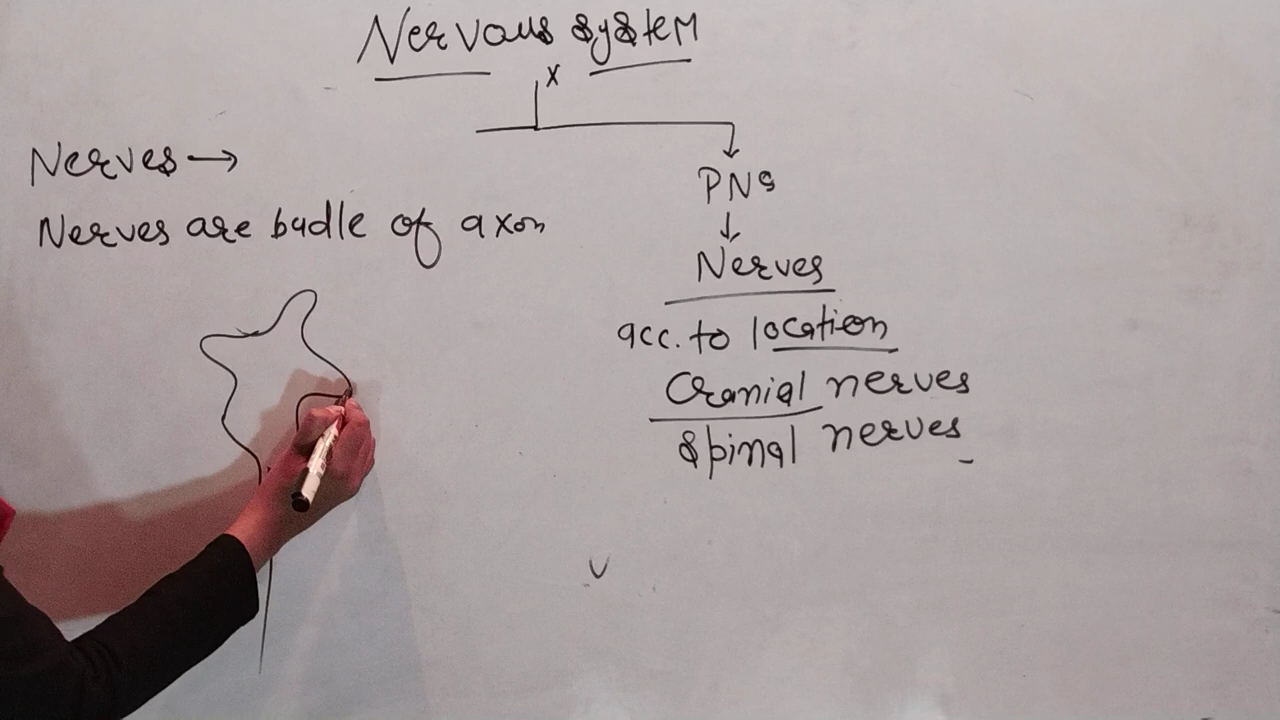 Nervous system
x
Nerves →
Nerves are budle of axon
PNS
↓
Nerves
acc. to location
Cranial nerves
Spinal nerves